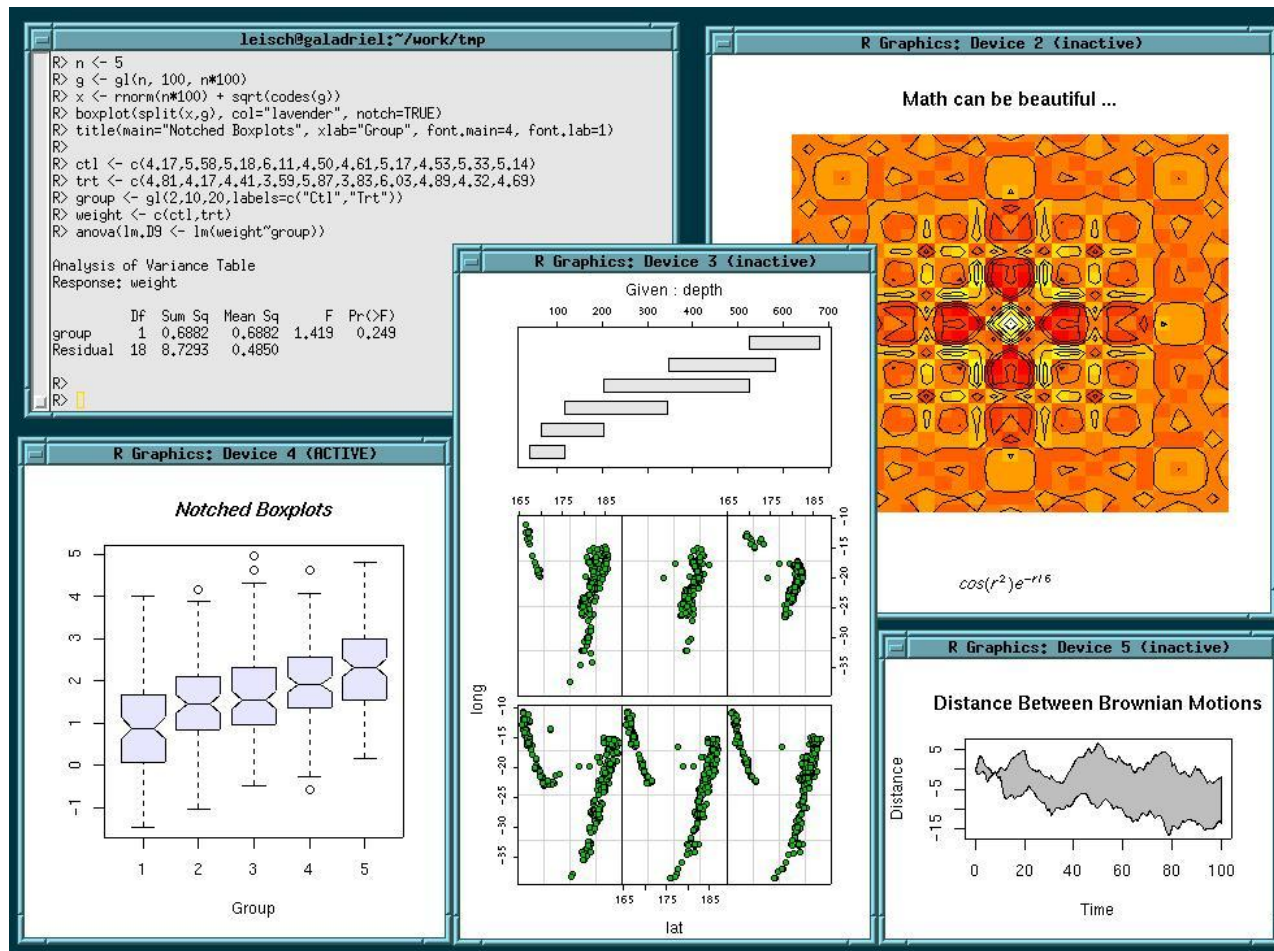 leisch@galadriel:~/work/tmp
R> n <- 5
R> g <- gl(n, 100, n*100)
R> x <- rnorm(n*100) + sqrt(codes(g))
R> boxplot(split(x,g), col="lavender", notch=TRUE)
R> title(main="Notched Boxplots", xlab="Group", font.main=4, font.lab=1)
R>
R> ctl <- c(4.17,5.58,5.18,6.11,4.50,4.61,5.17,4.53,5.33,5.14)
R> trt <- c(4.81,4.17,4.41,3.59,5.87,3.83,6.03,4.89,4.32,4.69)
R> group <- gl(2,10,20,labels=c("Ctl","Trt"))
R> weight <- c(ctl,trt)
R> anova(lm.D9 <- lm(weight~group))
Analysis of Variance Table
Response: weight
Df Sum Sq Mean Sq F Pr(>F)
group 1 0.6882 0.6882 1.419 0.249
Residual 18 8.7293 0.4850
R>
R>
R Graphics: Device 2 (inactive)
Math can be beautiful ...
cos(r²)e^-r/6
R Graphics: Device 3 (inactive)
Given : depth
100 200 300 400 500 600 700
165 175 185 165 175 185
-10
-15
-20
-25
-30
-35
long
-10
-15
-20
-25
-30
-35
165 175 185
lat
R Graphics: Device 4 (ACTIVE)
Notched Boxplots
5
4
3
2
1
0
-1
1 2 3 4 5
Group
R Graphics: Device 5 (inactive)
Distance Between Brownian Motions
Distance
5
-5
-15
0 20 40 60 80 100
Time